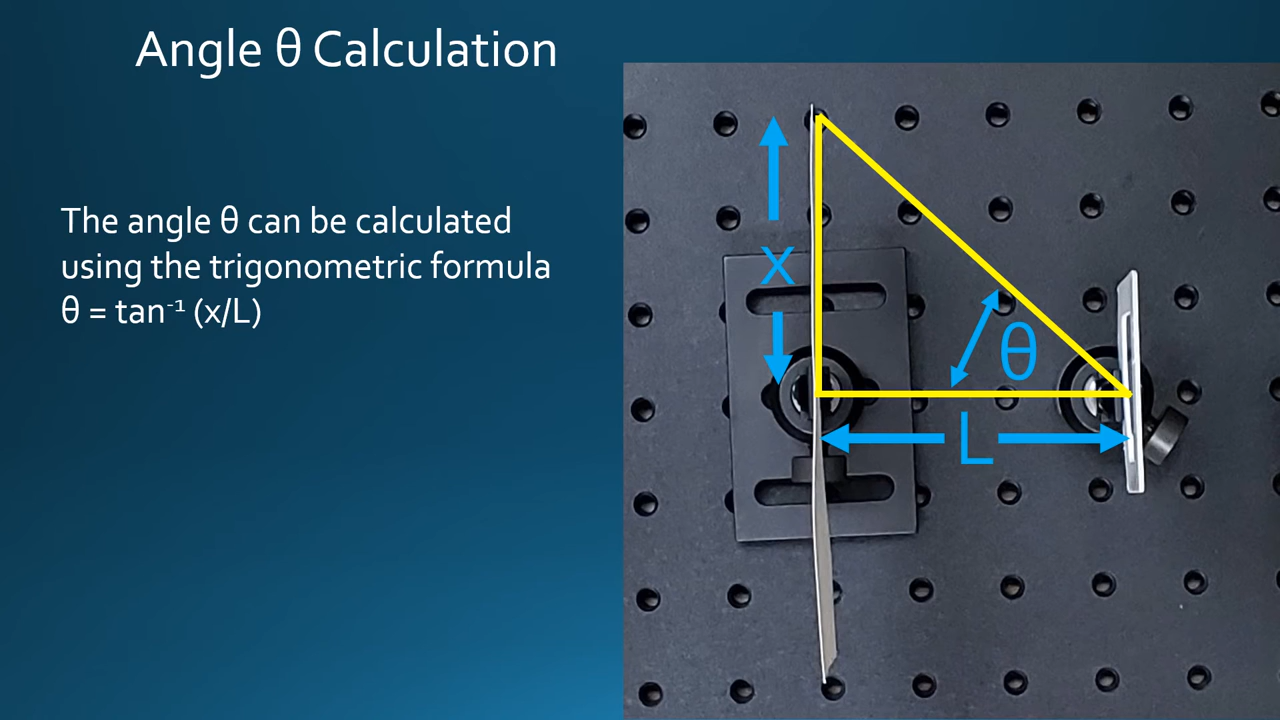 Angle θ Calculation
The angle θ can be calculated
using the trigonometric formula
θ = tan⁻¹ (x/L)
x
θ
L